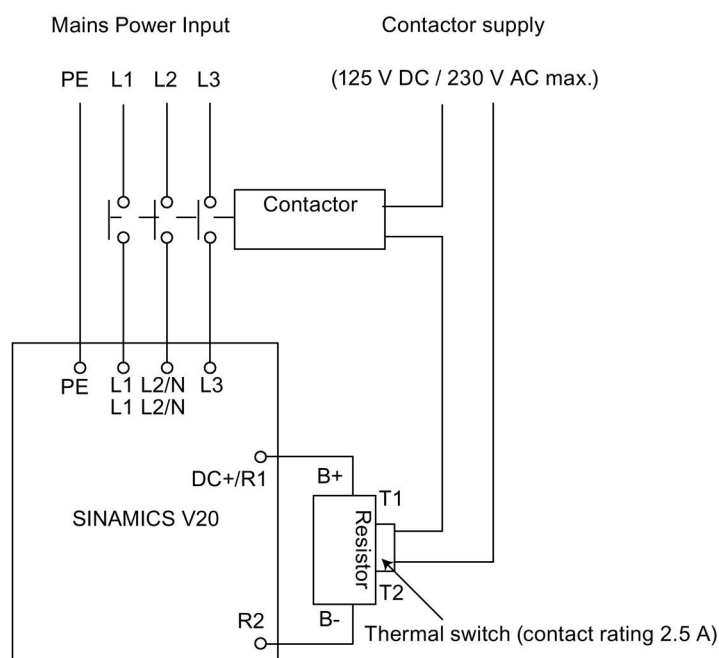 Mains Power Input
Contactor supply
PE L1 L2 L3
(125 V DC / 230 V AC max.)
Contactor
PE L1 L2/N L3
L1 L2/N
DC+/R1
B+
T1
SINAMICS V20
Resistor
T2
R2
B-
Thermal switch (contact rating 2.5 A)